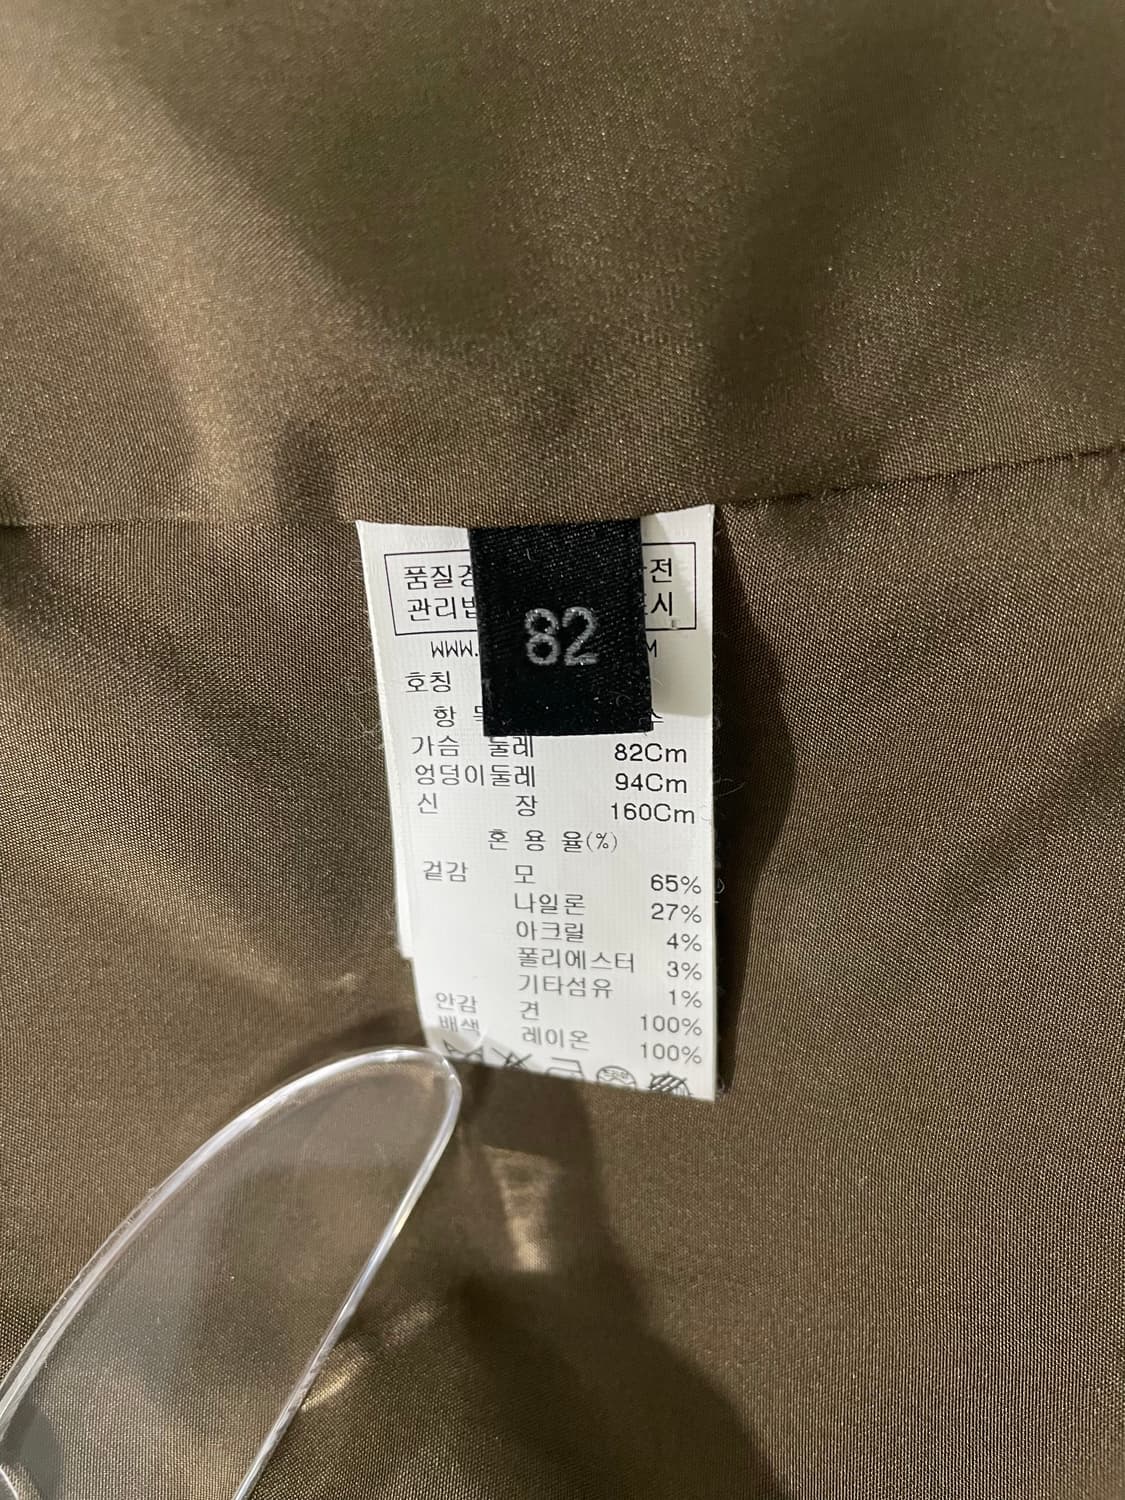 82
품질
전
관리법
시
WWW.
M
호칭
항
가슴 둘레 82Cm
엉덩이둘레 94Cm
신 장 160Cm
혼 용 율(%)
겉감 모 65%
나일론 27%
아크릴 4%
폴리에스터 3%
기타섬유 1%
안감 견 100%
배색 레이온 100%